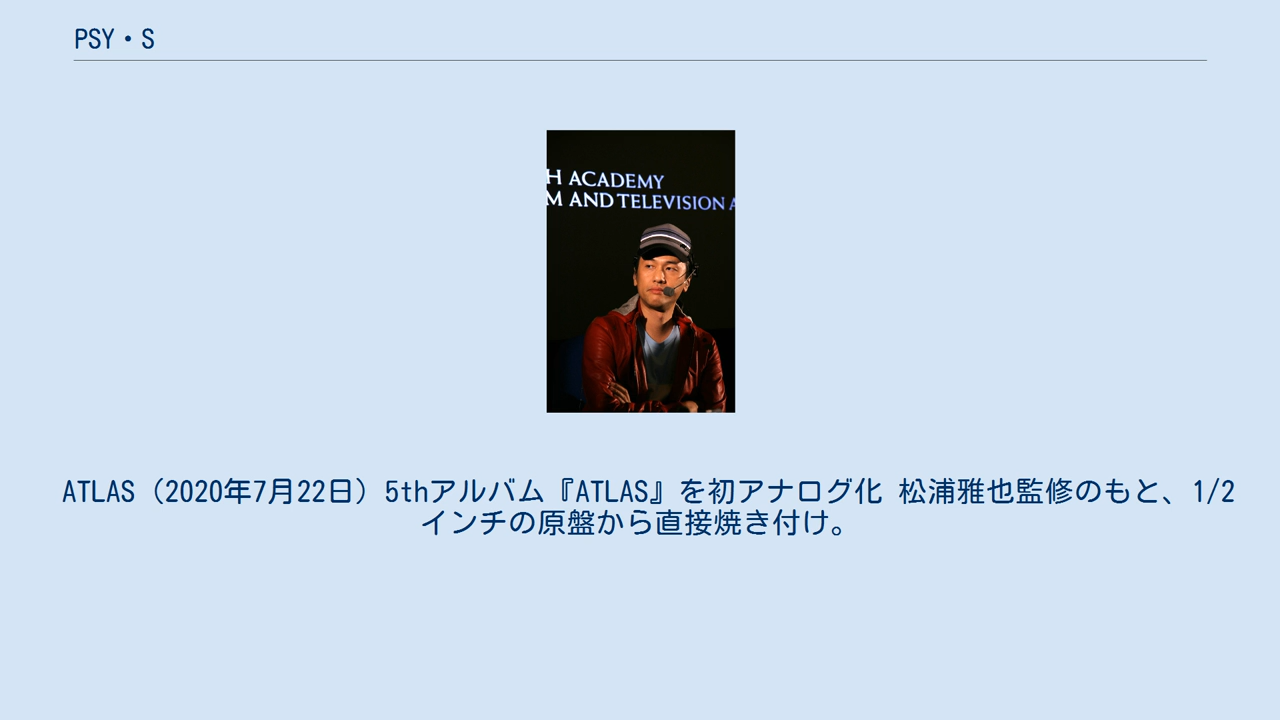 PSY・S
H ACADEMY
M AND TELEVISION A
ATLAS（2020年7月22日）5thアルバム『ATLAS』を初アナログ化 松浦雅也監修のもと、1/2
インチの原盤から直接焼き付け。